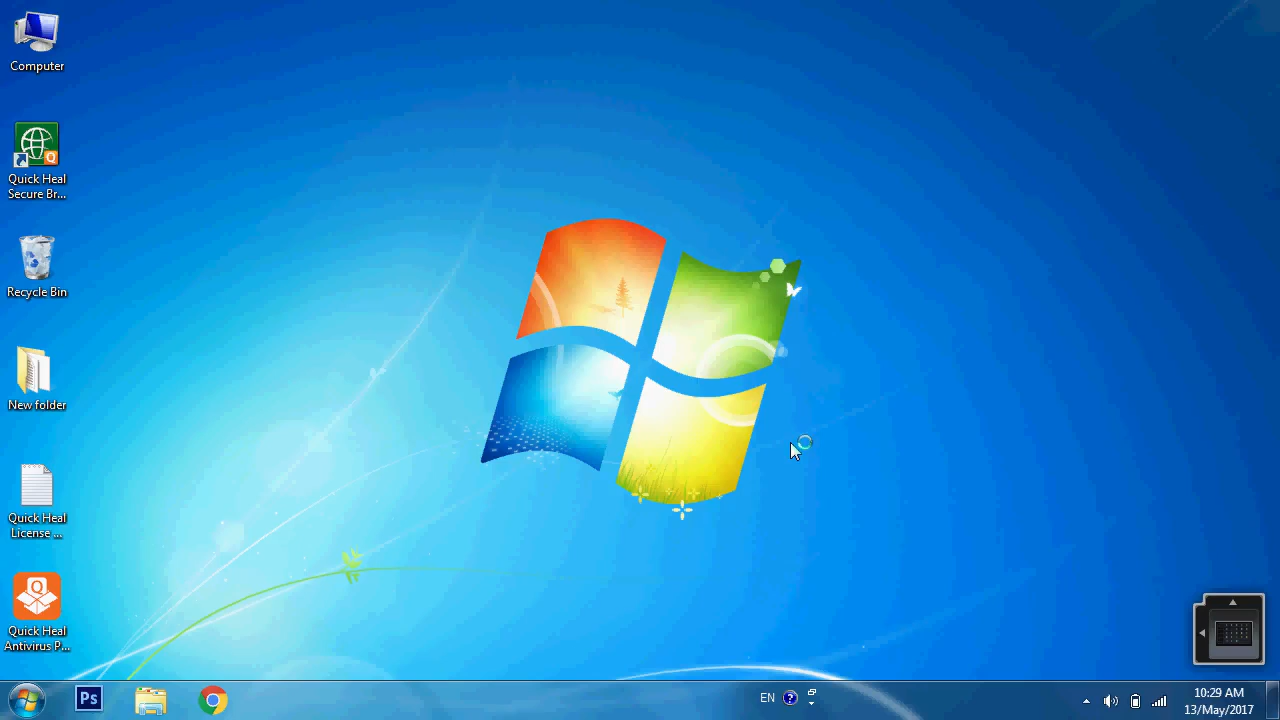 Computer
Quick Heal
Secure Br...
Recycle Bin
New folder
Quick Heal
License ...
Q
Quick Heal
Antivirus P...
Ps
EN
?
10:29 AM
13/May/2017